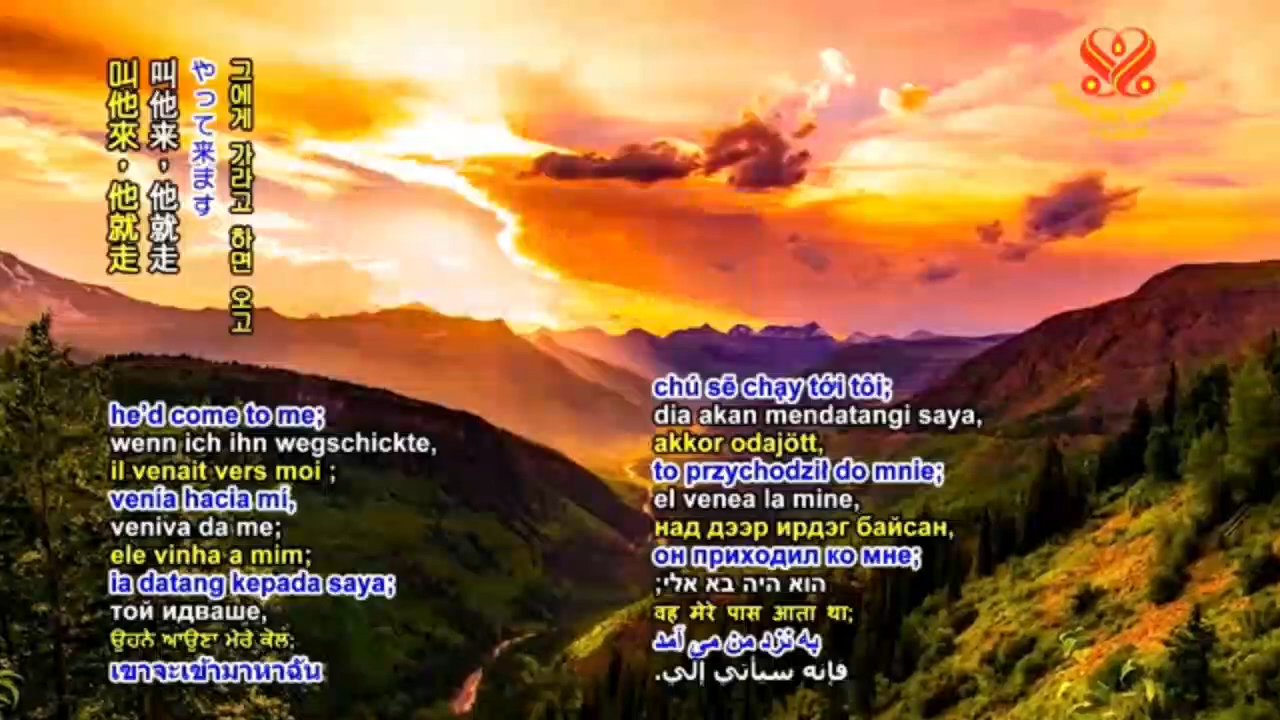 叫他來，他就走
叫他来，他就走
やって来ます
그에게 가라고 하면 오고
he'd come to me;
wenn ich ihn wegschickte,
il venait vers moi ;
venía hacia mí,
veniva da me;
ele vinha a mim;
ia datang kepada saya;
той идваше,
ਉਹਨੇ ਆਉਣਾ ਮੇਰੇ ਕੋਲ;
เขาจะเข้ามาหาฉัน
chú sẽ chạy tới tôi;
dia akan mendatangi saya,
akkor odajött,
to przychodził do mnie;
el venea la mine,
над дээр ирдэг байсан,
он приходил ко мне;
הוא היה בא אלי;
वह मेरे पास आता था;
به نزد من می آمد
فإنه سيأتي إلي.